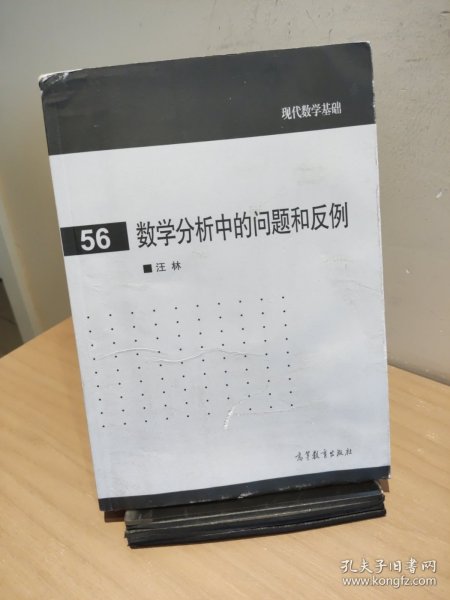 现代数学基础
56 数学分析中的问题和反例
■ 汪 林
高等教育出版社
孔夫子旧书网
www.kongfz.com